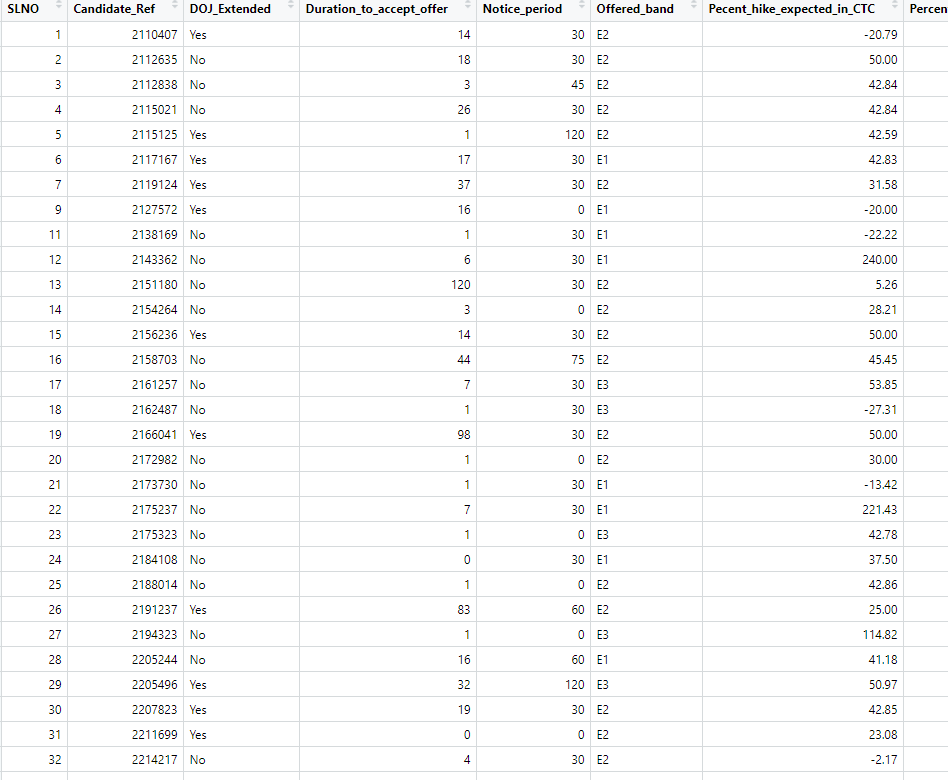 SLNO Candidate_Ref DOJ_Extended Duration_to_accept_offer Notice_period Offered_band Pecent_hike_expected_in_CTC Percen
1 2110407 Yes 14 30 E2 -20.79
2 2112635 No 18 30 E2 50.00
3 2112838 No 3 45 E2 42.84
4 2115021 No 26 30 E2 42.84
5 2115125 Yes 1 120 E2 42.59
6 2117167 Yes 17 30 E1 42.83
7 2119124 Yes 37 30 E2 31.58
9 2127572 Yes 16 0 E1 -20.00
11 2138169 No 1 30 E1 -22.22
12 2143362 No 6 30 E1 240.00
13 2151180 No 120 30 E2 5.26
14 2154264 No 3 0 E2 28.21
15 2156236 Yes 14 30 E2 50.00
16 2158703 No 44 75 E2 45.45
17 2161257 No 7 30 E3 53.85
18 2162487 No 1 30 E3 -27.31
19 2166041 Yes 98 30 E2 50.00
20 2172982 No 1 0 E2 30.00
21 2173730 No 1 30 E1 -13.42
22 2175237 No 7 30 E1 221.43
23 2175323 No 1 0 E3 42.78
24 2184108 No 0 30 E1 37.50
25 2188014 No 1 0 E2 42.86
26 2191237 Yes 83 60 E2 25.00
27 2194323 No 1 0 E3 114.82
28 2205244 No 16 60 E1 41.18
29 2205496 Yes 32 120 E3 50.97
30 2207823 Yes 19 30 E2 42.85
31 2211699 Yes 0 0 E2 23.08
32 2214217 No 4 30 E2 -2.17